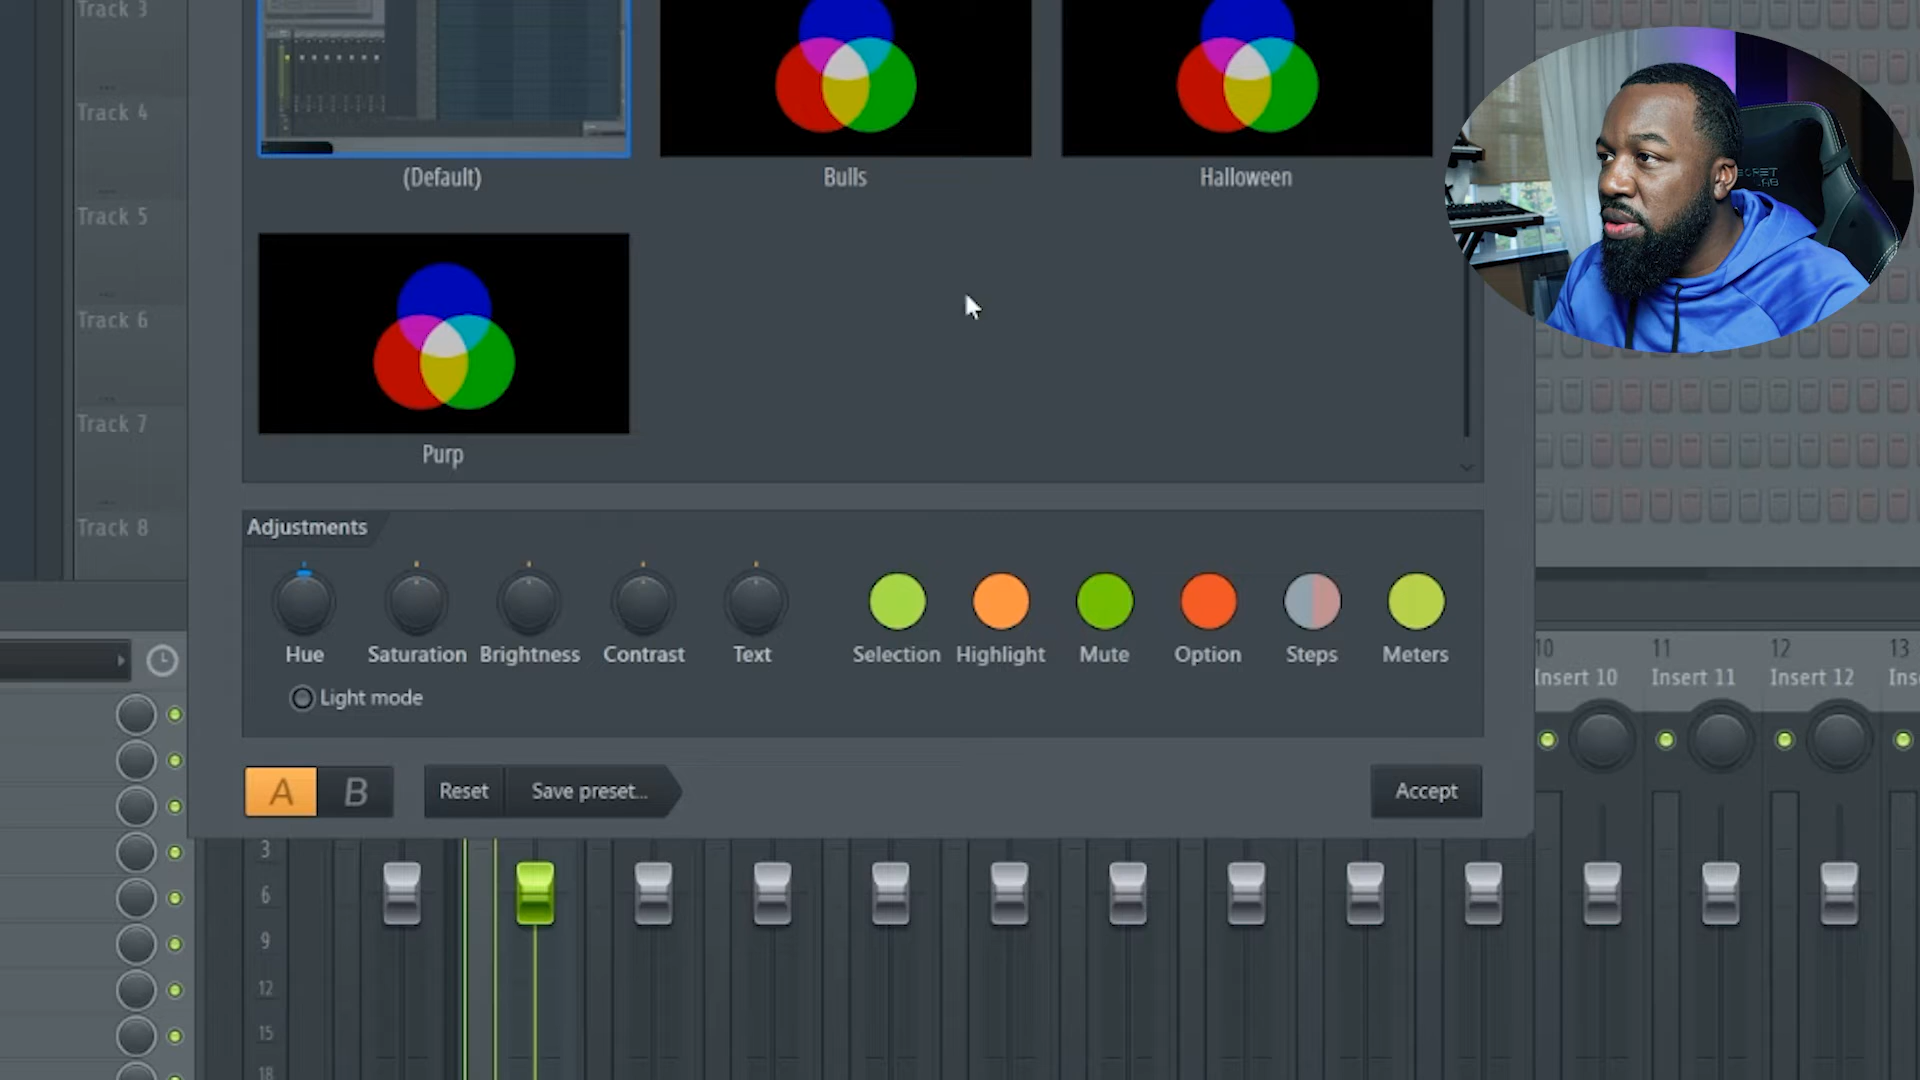 Track 3
Track 4
Track 5
Track 6
Track 7
Track 8
(Default)
Bulls
Halloween
Purp
Adjustments
Hue
Saturation
Brightness
Contrast
Text
Selection
Highlight
Mute
Option
Steps
Meters
Light mode
A
B
Reset
Save preset...
Accept
10
11
12
13
Insert 10
Insert 11
Insert 12
Ins
3
6
9
12
15
18